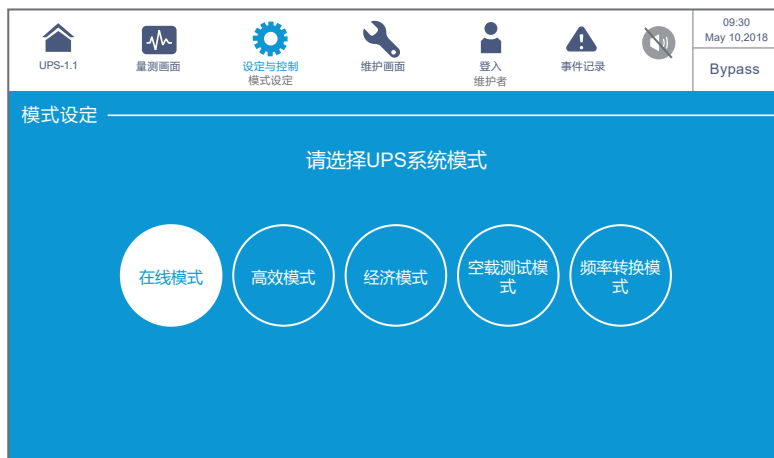 UPS-1.1
量测画面
设定与控制
模式设定
维护画面
登入
维护者
事件记录
09:30
May 10,2018
Bypass
模式设定
请选择UPS系统模式
在线模式
高效模式
经济模式
空载测试模
式
频率转换模
式